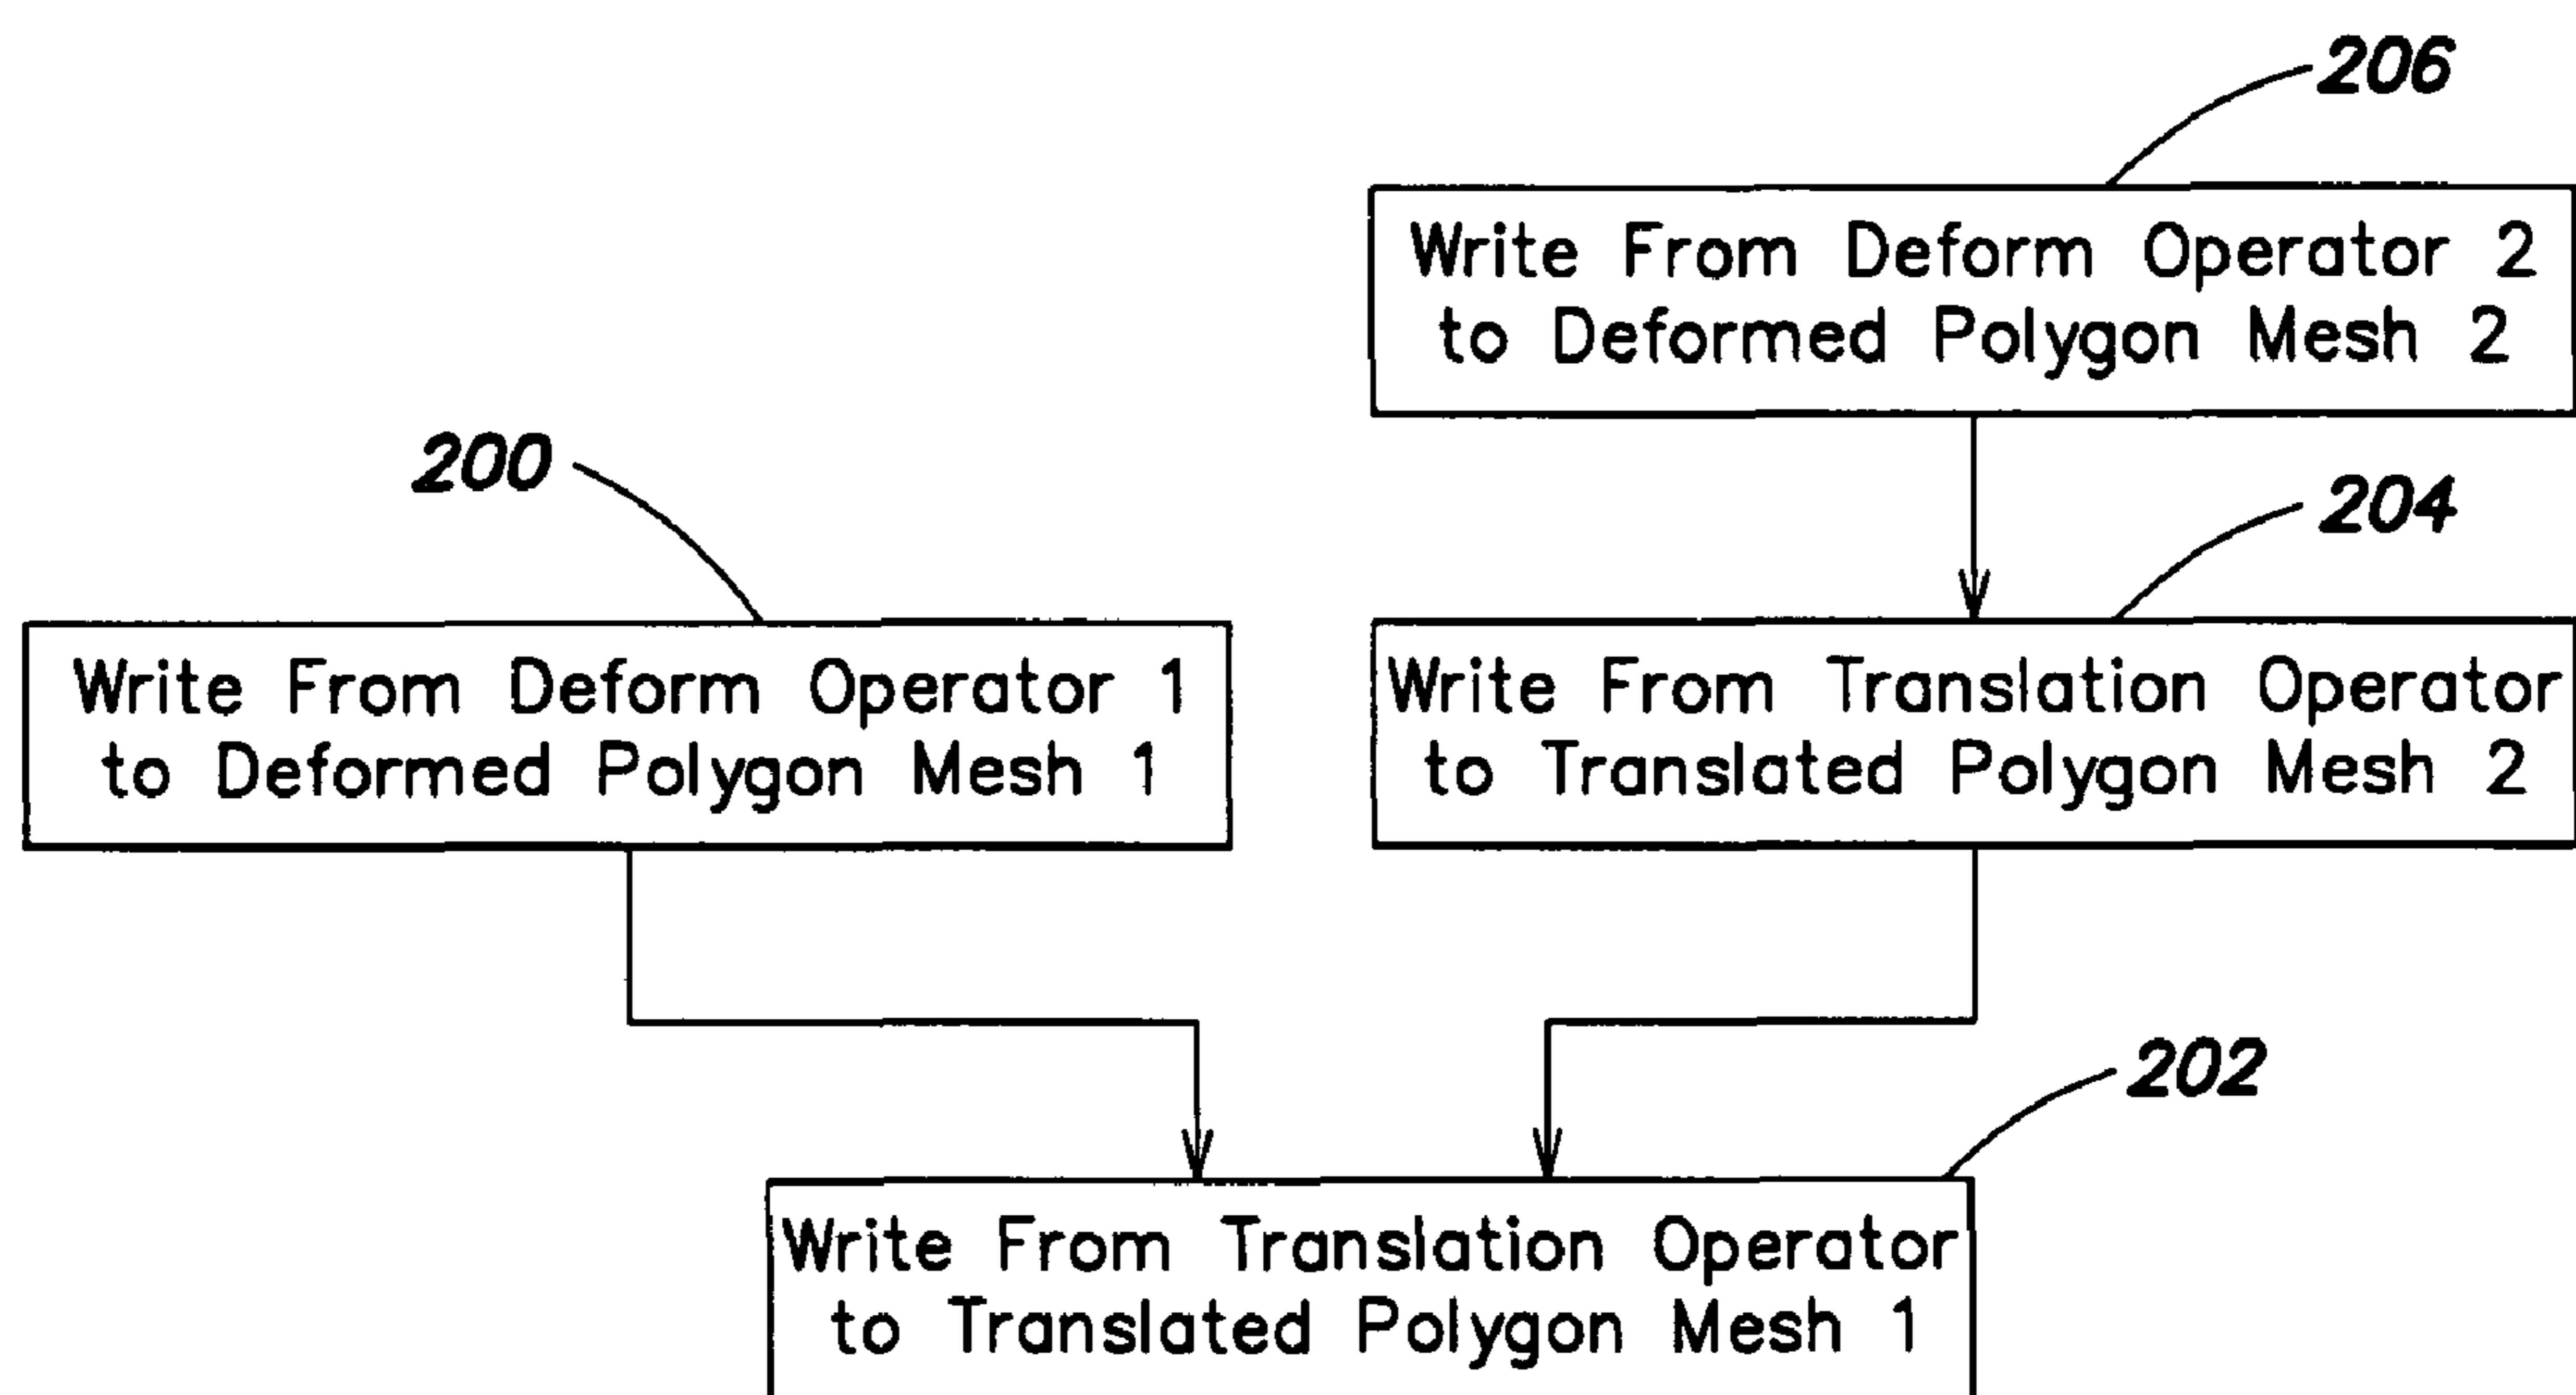 206
Write From Deform Operator 2
to Deformed Polygon Mesh 2
200
204
Write From Deform Operator 1
to Deformed Polygon Mesh 1
Write From Translation Operator
to Translated Polygon Mesh 2
202
Write From Translation Operator
to Translated Polygon Mesh 1